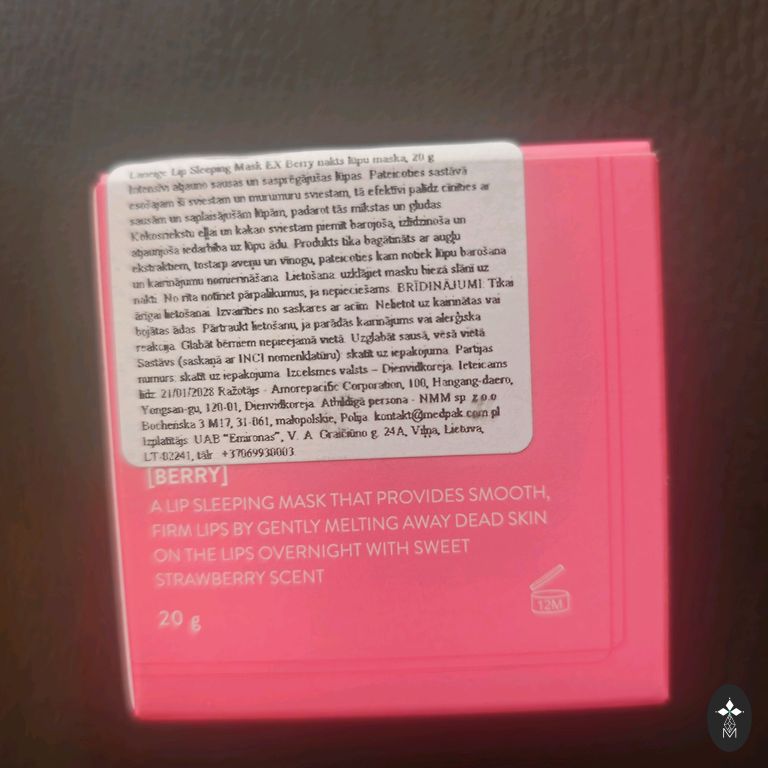 Laneige Lip Sleeping Mask EX Berry nakts lūpu maska, 20 g
Intensīvi atjauno sausas un sasprēgājušas lūpas. Pateicoties sastāvā
esošajam šī sviestam un murumuru sviestam, tā efektīvi palīdz cīnīties ar
sausām un saplaisājušām lūpām, padarot tās mīkstas un gludas.
Kokosriekstu eļļai un kakao sviestam piemīt barojoša, izlīdzinoša un
atjaunojoša iedarbība uz lūpu ādu. Produkts tika bagātināts ar augļu
ekstraktiem, tostarp aveņu un vīnogu, pateicoties kam notiek lūpu barošana
un kairinājumu nomierināšana. Lietošana: uzklājiet masku biezā slānī uz
nakti. No rīta notīriet pārpalikumus, ja nepieciešams. BRĪDINĀJUMI: Tikai
ārīgai lietošanai. Izvairīties no saskares ar acīm. Nelietot uz kairinātas vai
bojātas ādas. Pārtraukt lietošanu, ja parādās kairinājums vai alerģiska
reakcija. Glabāt bērniem nepieejamā vietā. Uzglabāt sausā, vēsā vietā.
Sastāvs (saskaņā ar INCI nomenklatūru): skatīt uz iepakojuma. Partijas
numurs: skatīt uz iepakojuma. Izcelsmes valsts – Dienvidkoreja. Ieteicams
līdz: 21/01/2028 Ražotājs - Amorepacific Corporation, 100, Hangang-daero,
Yongsan-gu, 120-01, Dienvidkoreja. Atbildīgā persona - NMM sp. z o.o
Bocheńska 3 M17, 31-061, małopolskie, Polija. kontakt@medpak.com.pl
Izplatītājs: UAB "Emironas", V. A. Graičiūno g. 24A, Viļņa, Lietuva,
LT-02241, tālr. +37069930003
[BERRY]
A LIP SLEEPING MASK THAT PROVIDES SMOOTH,
FIRM LIPS BY GENTLY MELTING AWAY DEAD SKIN
ON THE LIPS OVERNIGHT WITH SWEET
STRAWBERRY SCENT
20 g
12M
M